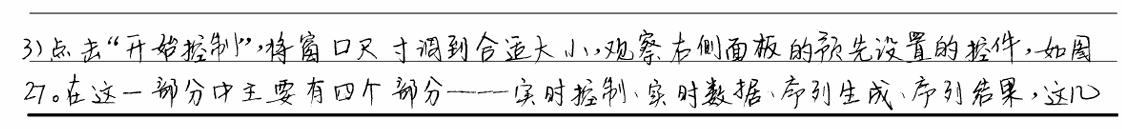 3)点击“开始控制”，将窗口尺寸调到合适大小，观察右侧面板的预先设置的控件，如图
27。在这一部分中主要有四个部分——实时控制、实时数据、序列生成、序列结果，这几